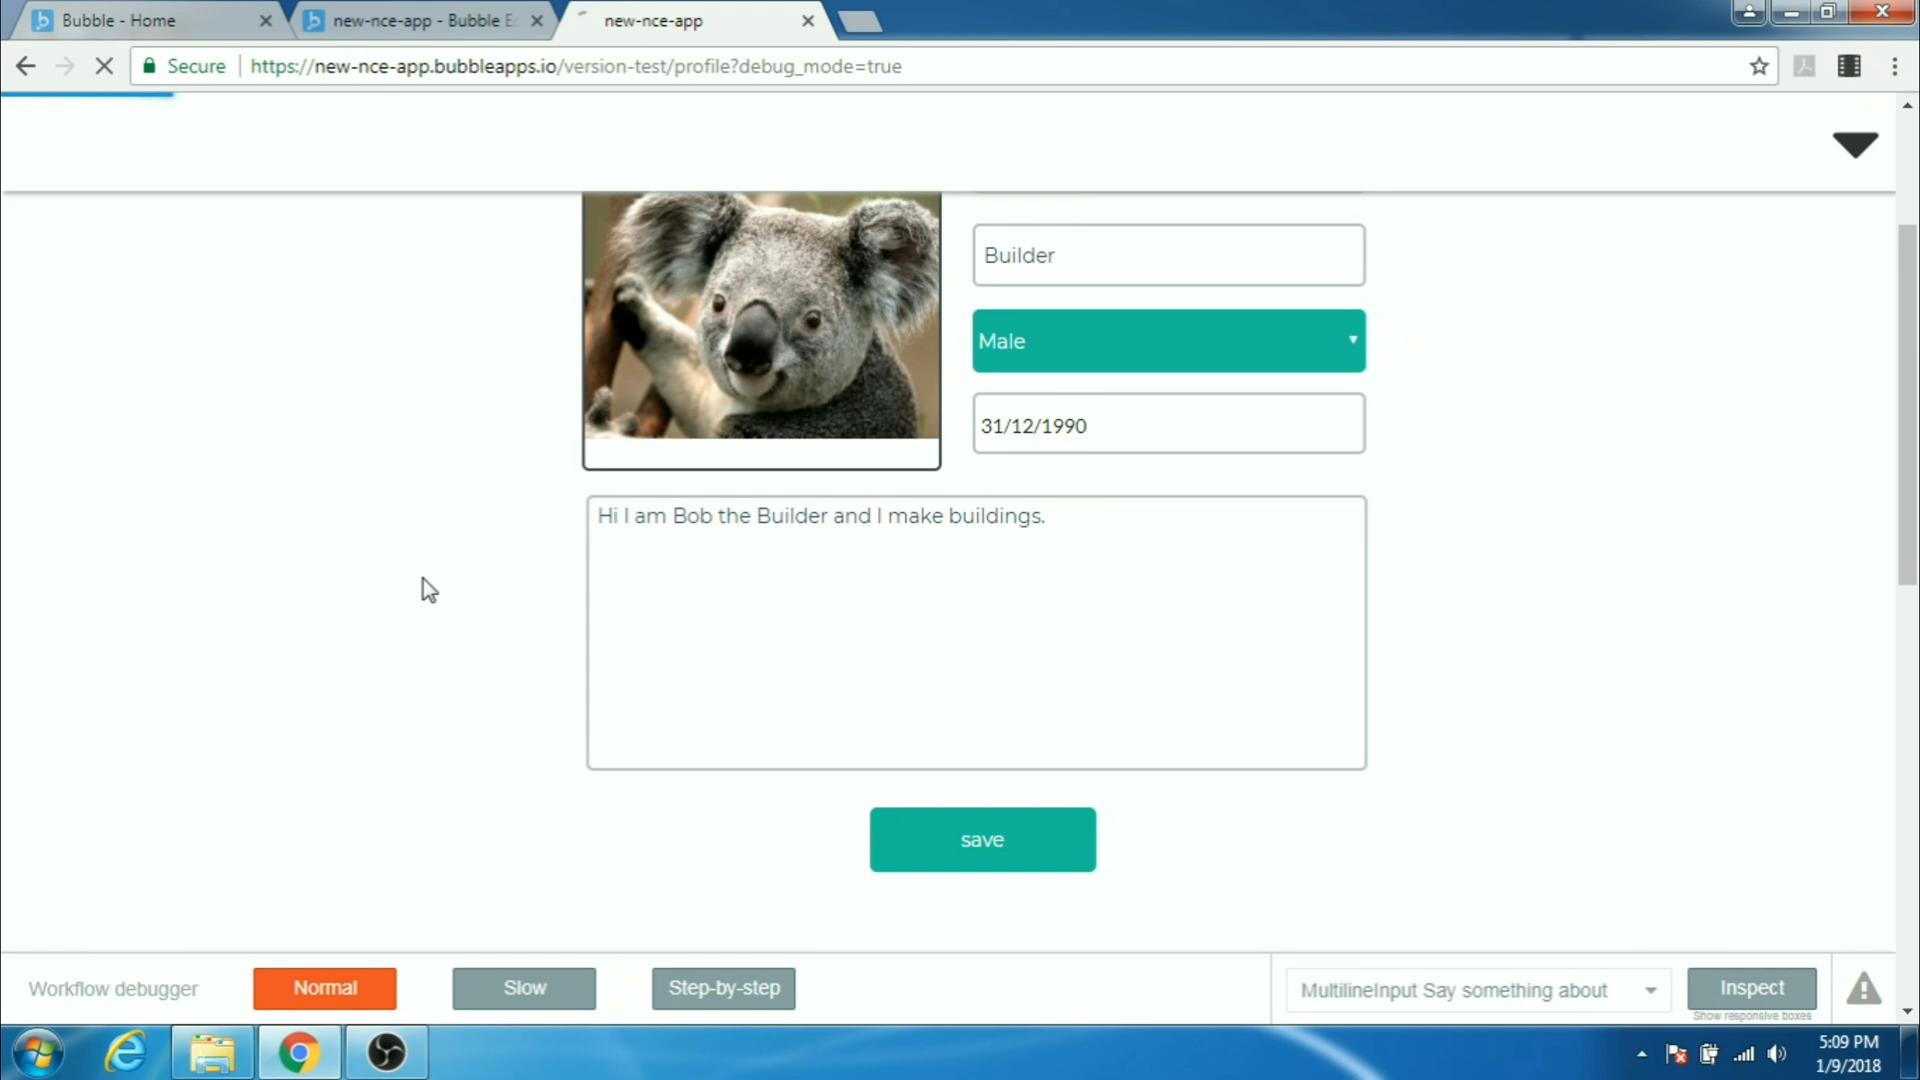 Bubble - Home
new-nce-app - Bubble E
new-nce-app
Secure
https://new-nce-app.bubbleapps.io/version-test/profile?debug_mode=true
Builder
Male
31/12/1990
Hi I am Bob the Builder and I make buildings.
save
Workflow debugger
Normal
Slow
Step-by-step
MultilineInput Say something about
Inspect
Show responsive boxes
5:09 PM
1/9/2018